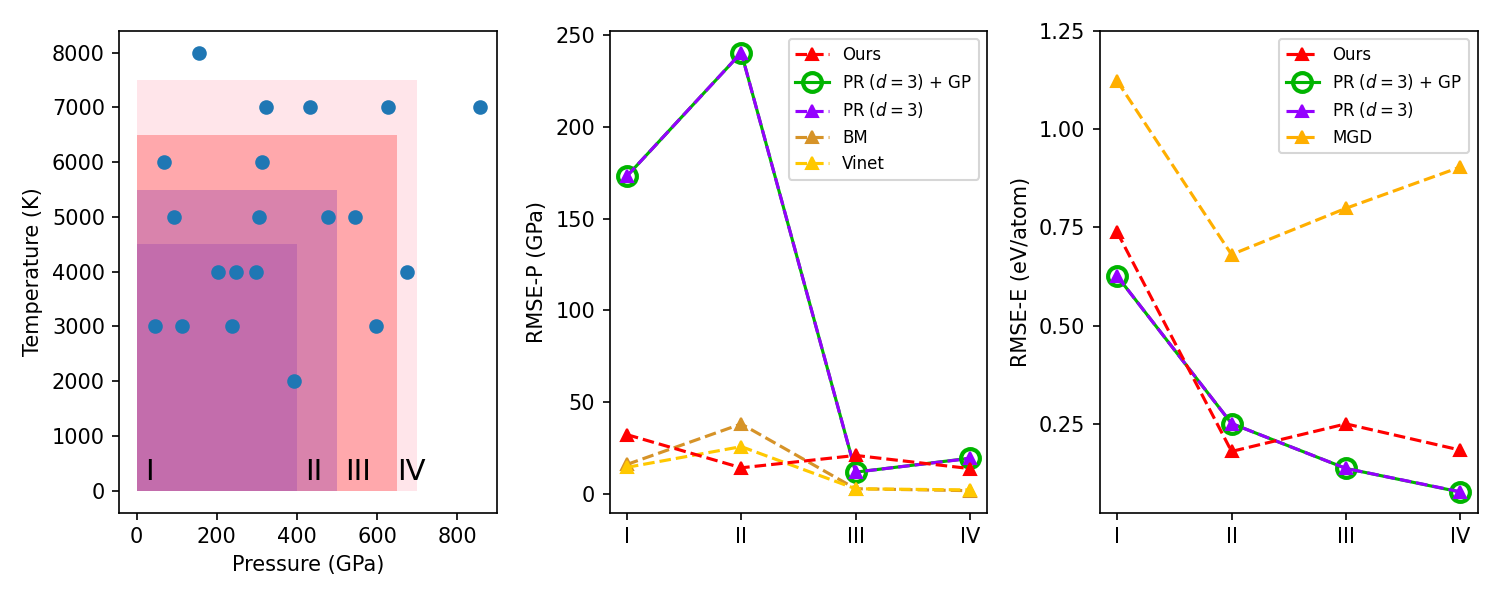 Temperature (K)
8000
7000
6000
5000
4000
3000
2000
1000
0
I
II
III
IV
0
200
400
600
800
Pressure (GPa)
RMSE-P (GPa)
250
200
150
100
50
0
Ours
PR (d = 3) + GP
PR (d = 3)
BM
Vinet
I
II
III
IV
RMSE-E (eV/atom)
1.25
1.00
0.75
0.50
0.25
Ours
PR (d = 3) + GP
PR (d = 3)
MGD
I
II
III
IV